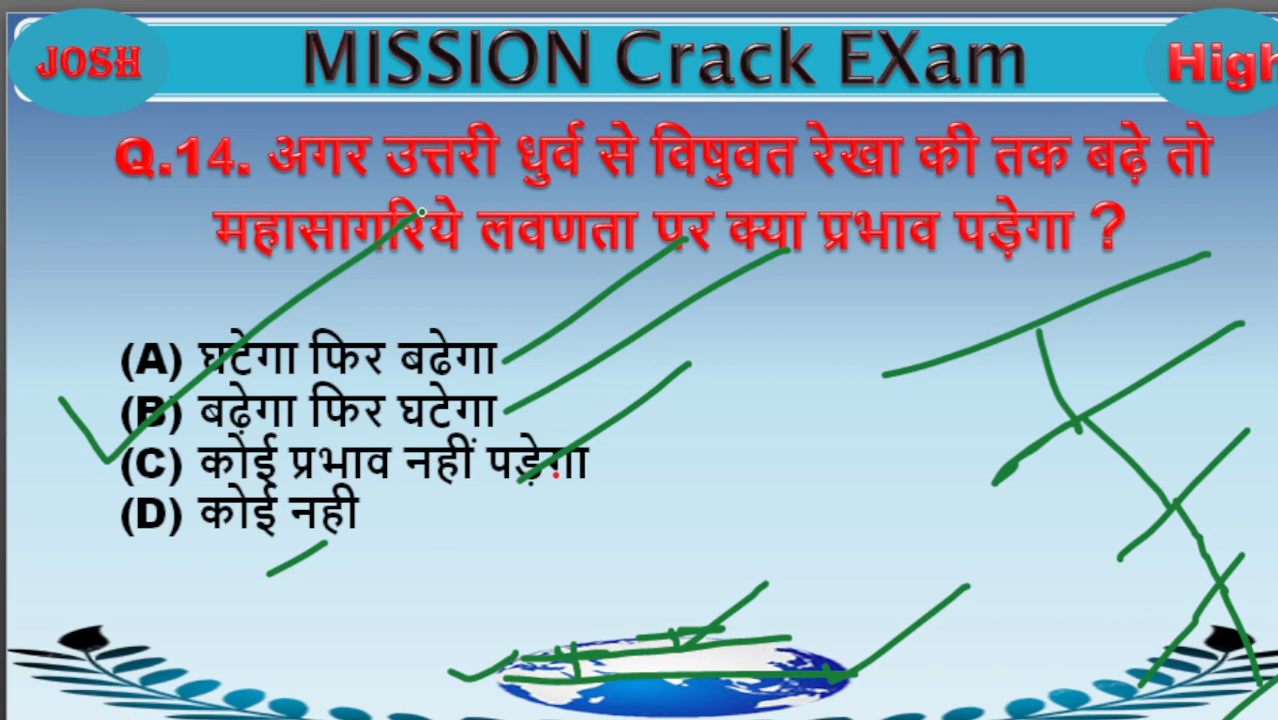 JOSH
MISSION Crack EXam
High
Q.14. अगर उत्तरी धुर्व से विषुवत रेखा की तक बढ़े तो
महासागरिये लवणता पर क्या प्रभाव पड़ेगा ?
(A) घटेगा फिर बढेगा
(B) बढ़ेगा फिर घटेगा
(C) कोई प्रभाव नहीं पड़ेगा
(D) कोई नही